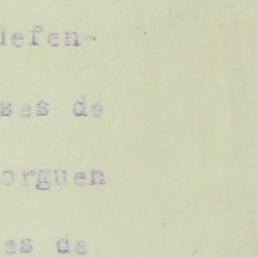 defen-
ses de
orguen
es de